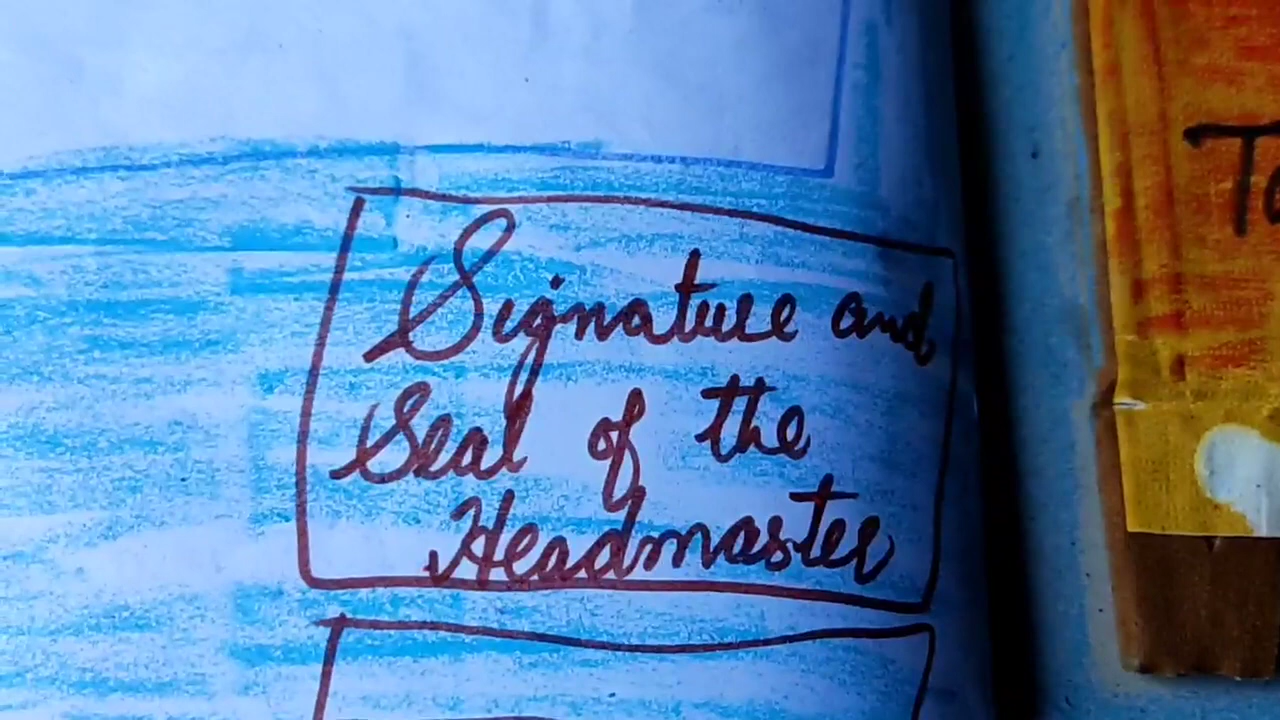 Signature and
Seal of the
Headmaster